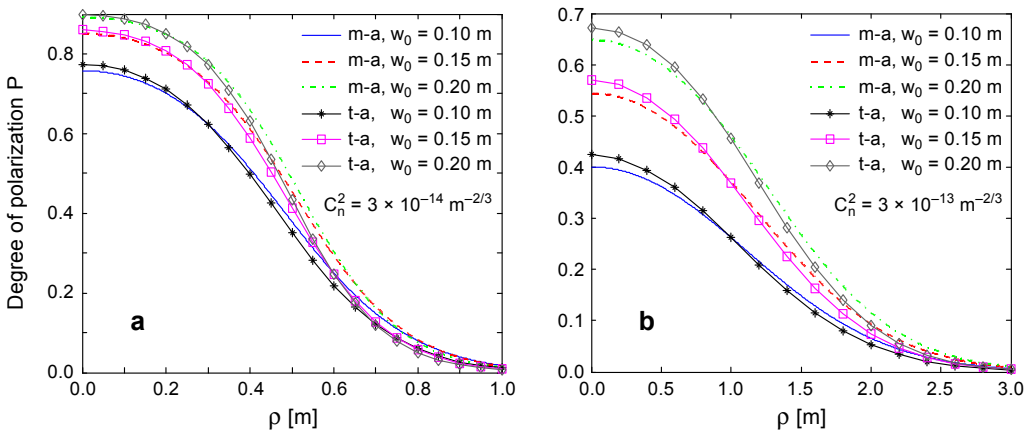 Degree of polarization P
0.8
0.6
0.4
0.2
0.0
m-a, w₀ = 0.10 m
m-a, w₀ = 0.15 m
m-a, w₀ = 0.20 m
t-a, w₀ = 0.10 m
t-a, w₀ = 0.15 m
t-a, w₀ = 0.20 m
C²ₙ = 3 × 10⁻¹⁴ m⁻²/³
a
0.0 0.2 0.4 0.6 0.8 1.0
ρ [m]
0.7
0.6
0.5
0.4
0.3
0.2
0.1
0.0
m-a, w₀ = 0.10 m
m-a, w₀ = 0.15 m
m-a, w₀ = 0.20 m
t-a, w₀ = 0.10 m
t-a, w₀ = 0.15 m
t-a, w₀ = 0.20 m
C²ₙ = 3 × 10⁻¹³ m⁻²/³
b
0.0 0.5 1.0 1.5 2.0 2.5 3.0
ρ [m]